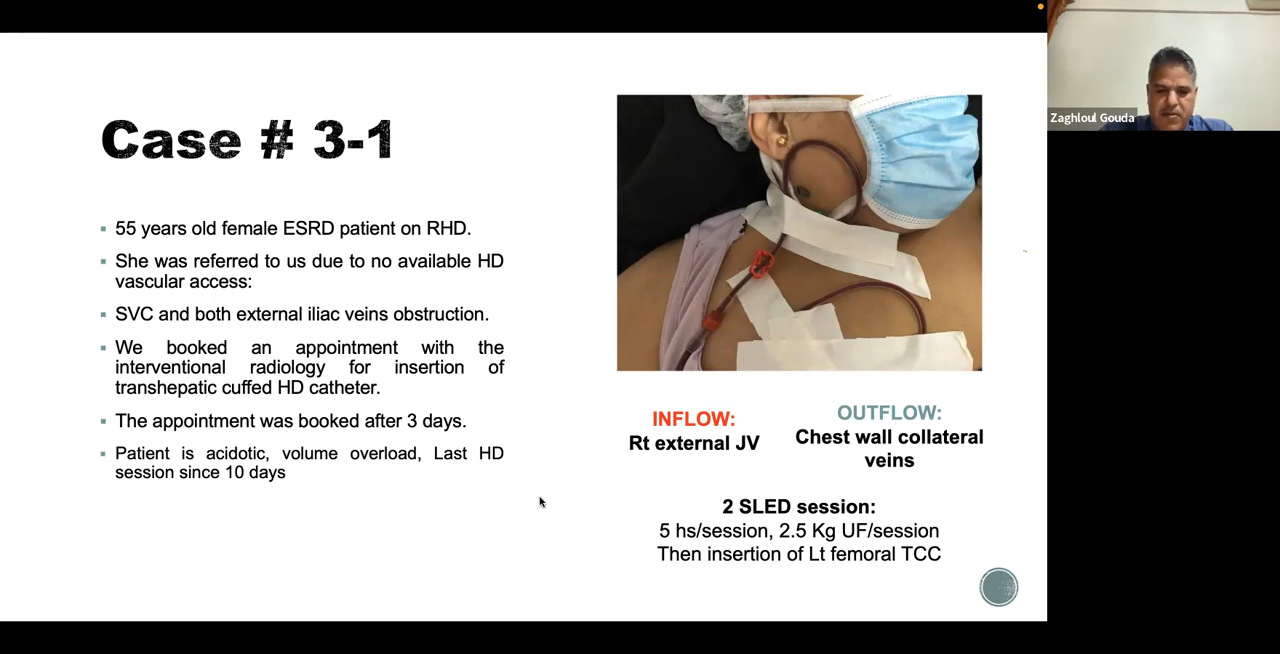 Case # 3-1
55 years old female ESRD patient on RHD.
She was referred to us due to no available HD
vascular access:
SVC and both external iliac veins obstruction.
We booked an appointment with the
interventional radiology for insertion of
transhepatic cuffed HD catheter.
The appointment was booked after 3 days.
Patient is acidotic, volume overload, Last HD
session since 10 days
INFLOW:
Rt external JV
OUTFLOW:
Chest wall collateral
veins
2 SLED session:
5 hs/session, 2.5 Kg UF/session
Then insertion of Lt femoral TCC
Zaghloul Gouda